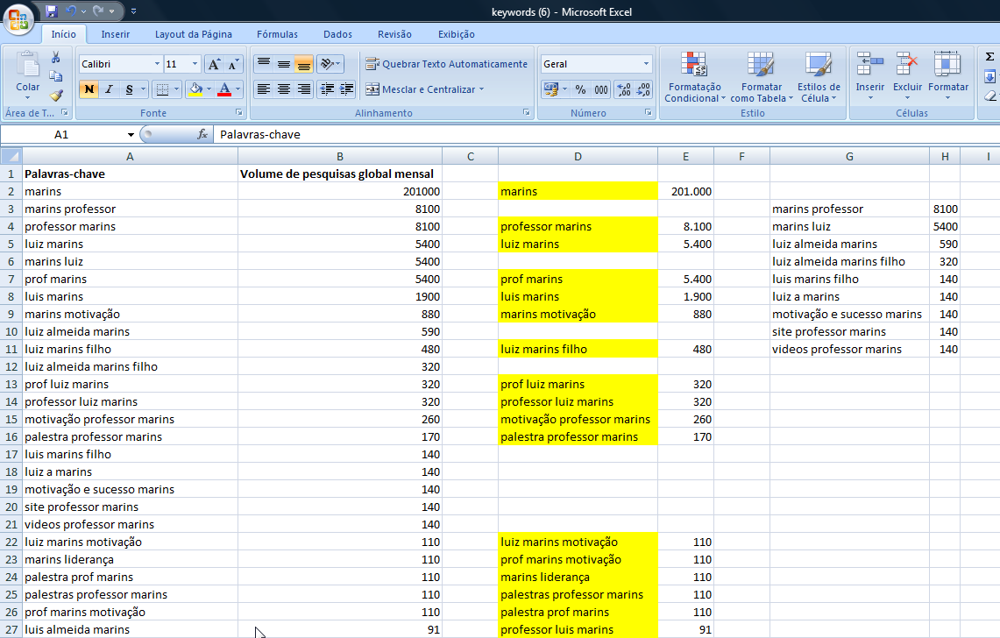 keywords (6) - Microsoft Excel
Início Inserir Layout da Página Fórmulas Dados Revisão Exibição
Colar Calibri 11 A A Quebrar Texto Automaticamente Geral Formatação Condicional Formatar como Tabela Estilos de Célula Inserir Excluir Formatar Σ
N I S A Mesclar e Centralizar % 000 ,00 ,0
Área de T... Fonte Alinhamento Número Estilo Células
A1 fx Palavras-chave
A B C D E F G H I
1 Palavras-chave Volume de pesquisas global mensal
2 marins 201000 marins 201.000
3 marins professor 8100 marins professor 8100
4 professor marins 8100 professor marins 8.100 marins luiz 5400
5 luiz marins 5400 luiz marins 5.400 luiz almeida marins 590
6 marins luiz 5400 luiz almeida marins filho 320
7 prof marins 5400 prof marins 5.400 luis marins filho 140
8 luis marins 1900 luis marins 1.900 luiz a marins 140
9 marins motivação 880 marins motivação 880 motivação e sucesso marins 140
10 luiz almeida marins 590 site professor marins 140
11 luiz marins filho 480 luiz marins filho 480 videos professor marins 140
12 luiz almeida marins filho 320
13 prof luiz marins 320 prof luiz marins 320
14 professor luiz marins 320 professor luiz marins 320
15 motivação professor marins 260 motivação professor marins 260
16 palestra professor marins 170 palestra professor marins 170
17 luis marins filho 140
18 luiz a marins 140
19 motivação e sucesso marins 140
20 site professor marins 140
21 videos professor marins 140
22 luiz marins motivação 110 luiz marins motivação 110
23 marins liderança 110 prof marins motivação 110
24 palestra prof marins 110 marins liderança 110
25 palestras professor marins 110 palestras professor marins 110
26 prof marins motivação 110 palestra prof marins 110
27 luis almeida marins 91 professor luis marins 91